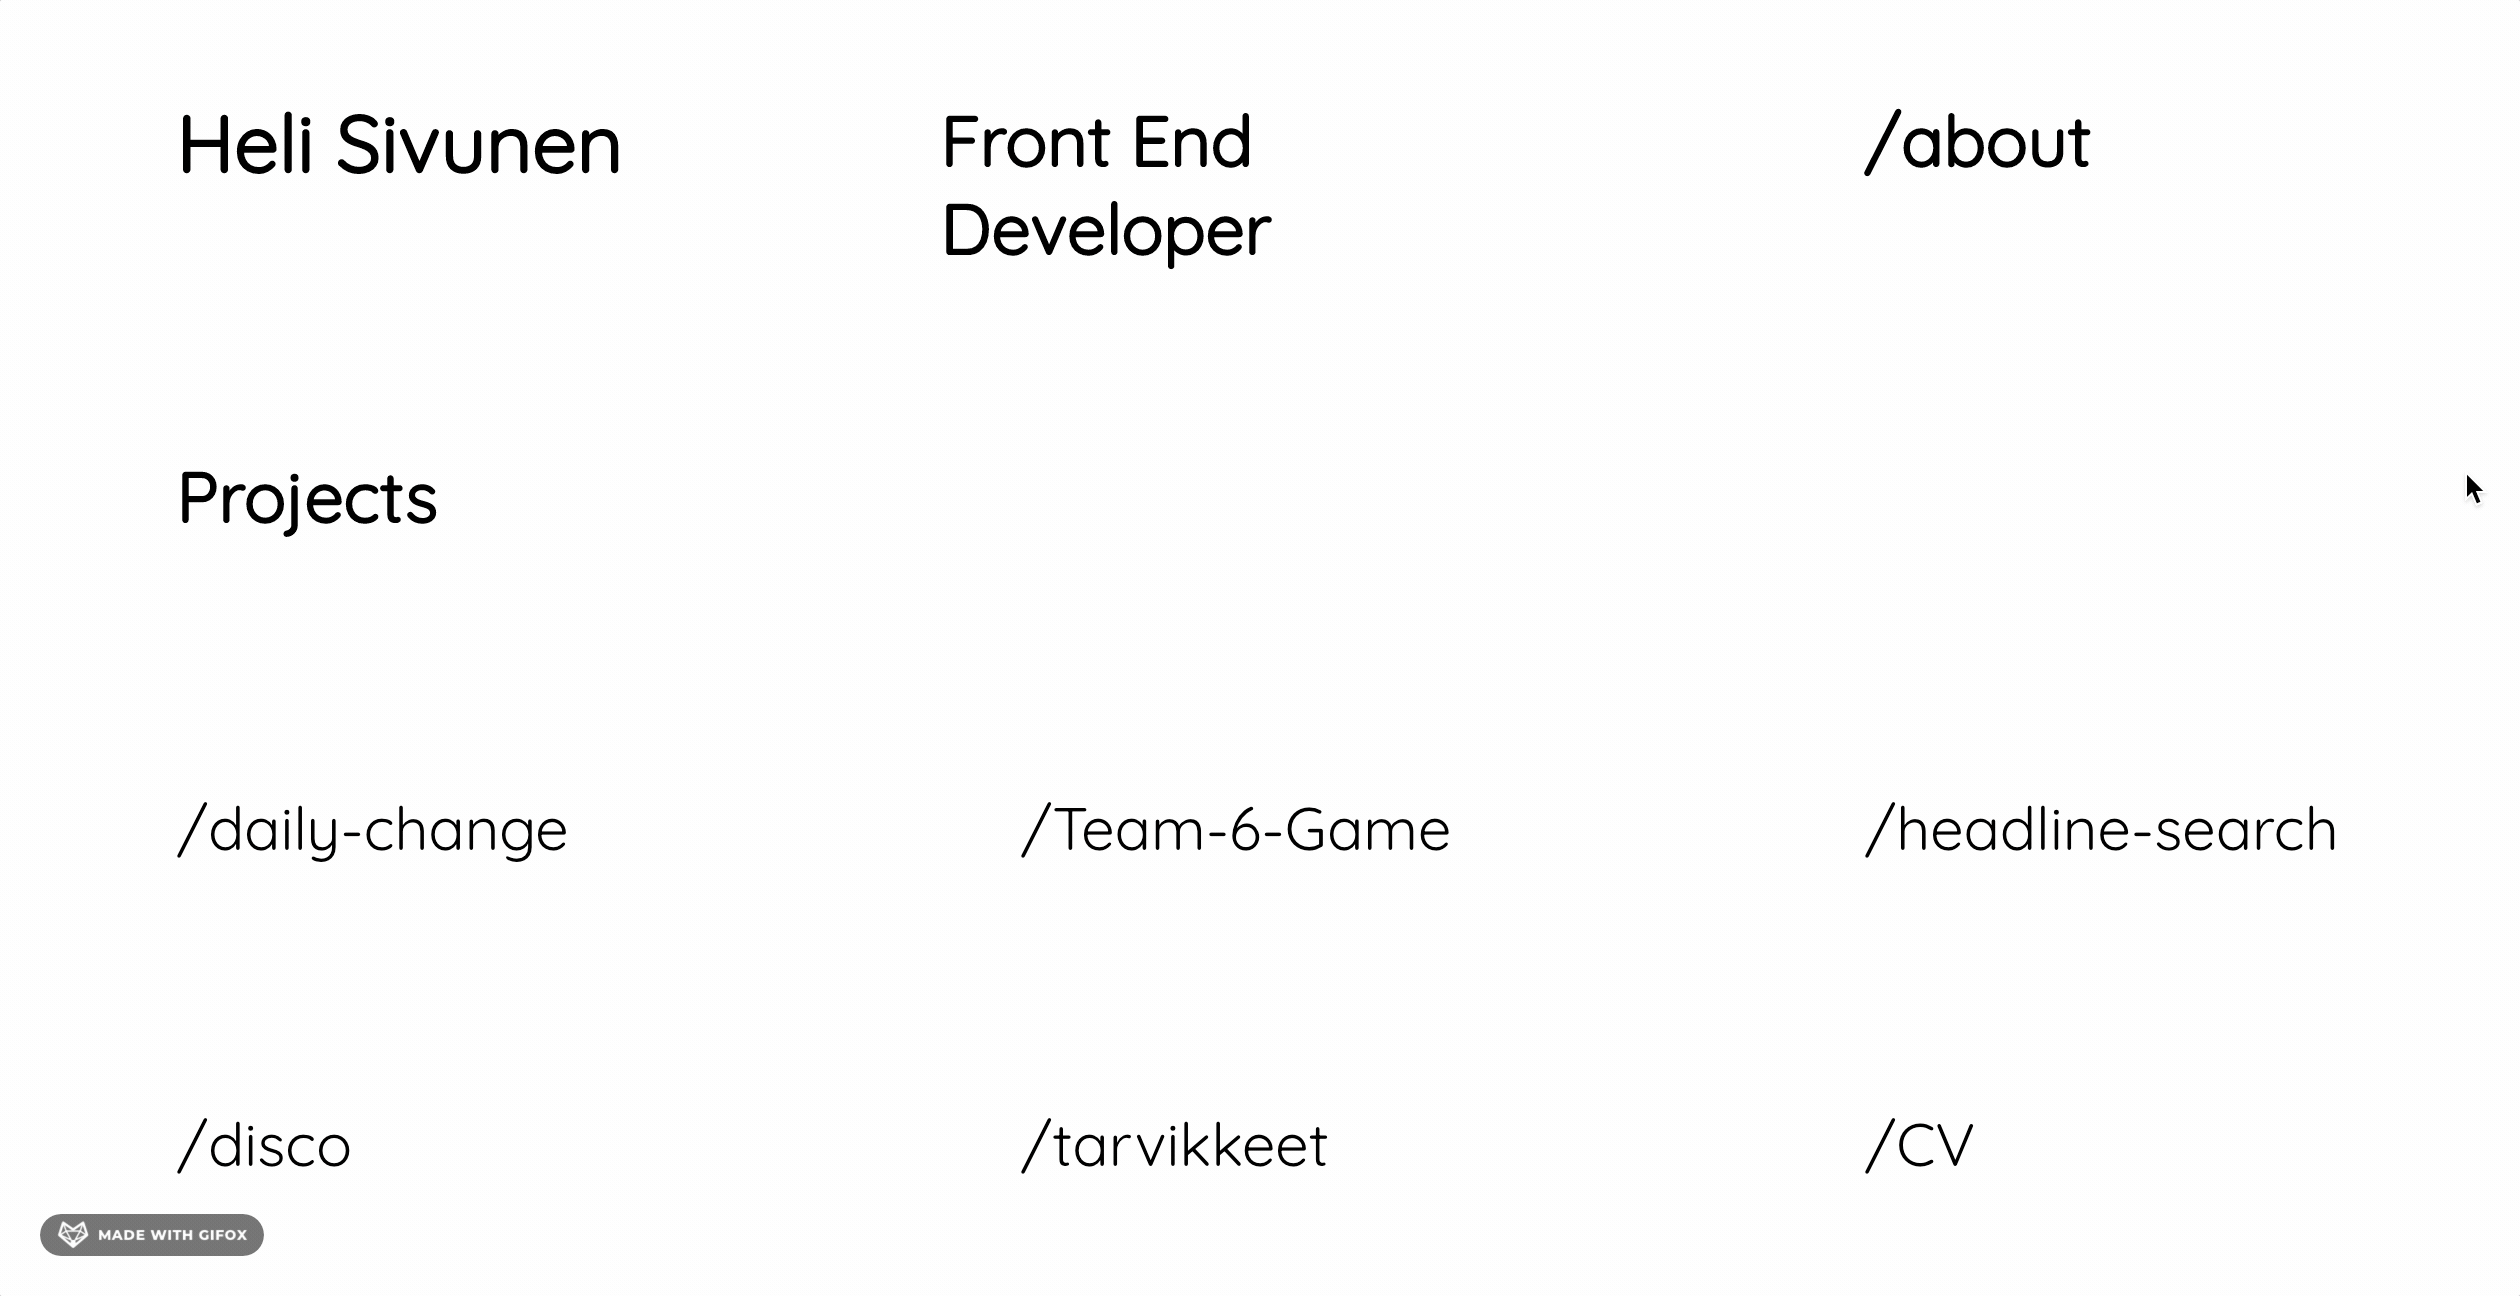 Heli Sivunen
Front End
Developer
/about
Projects
/daily-change
/Team-6-Game
/headline-search
/disco
/tarvikkeet
/CV
MADE WITH GIFOX